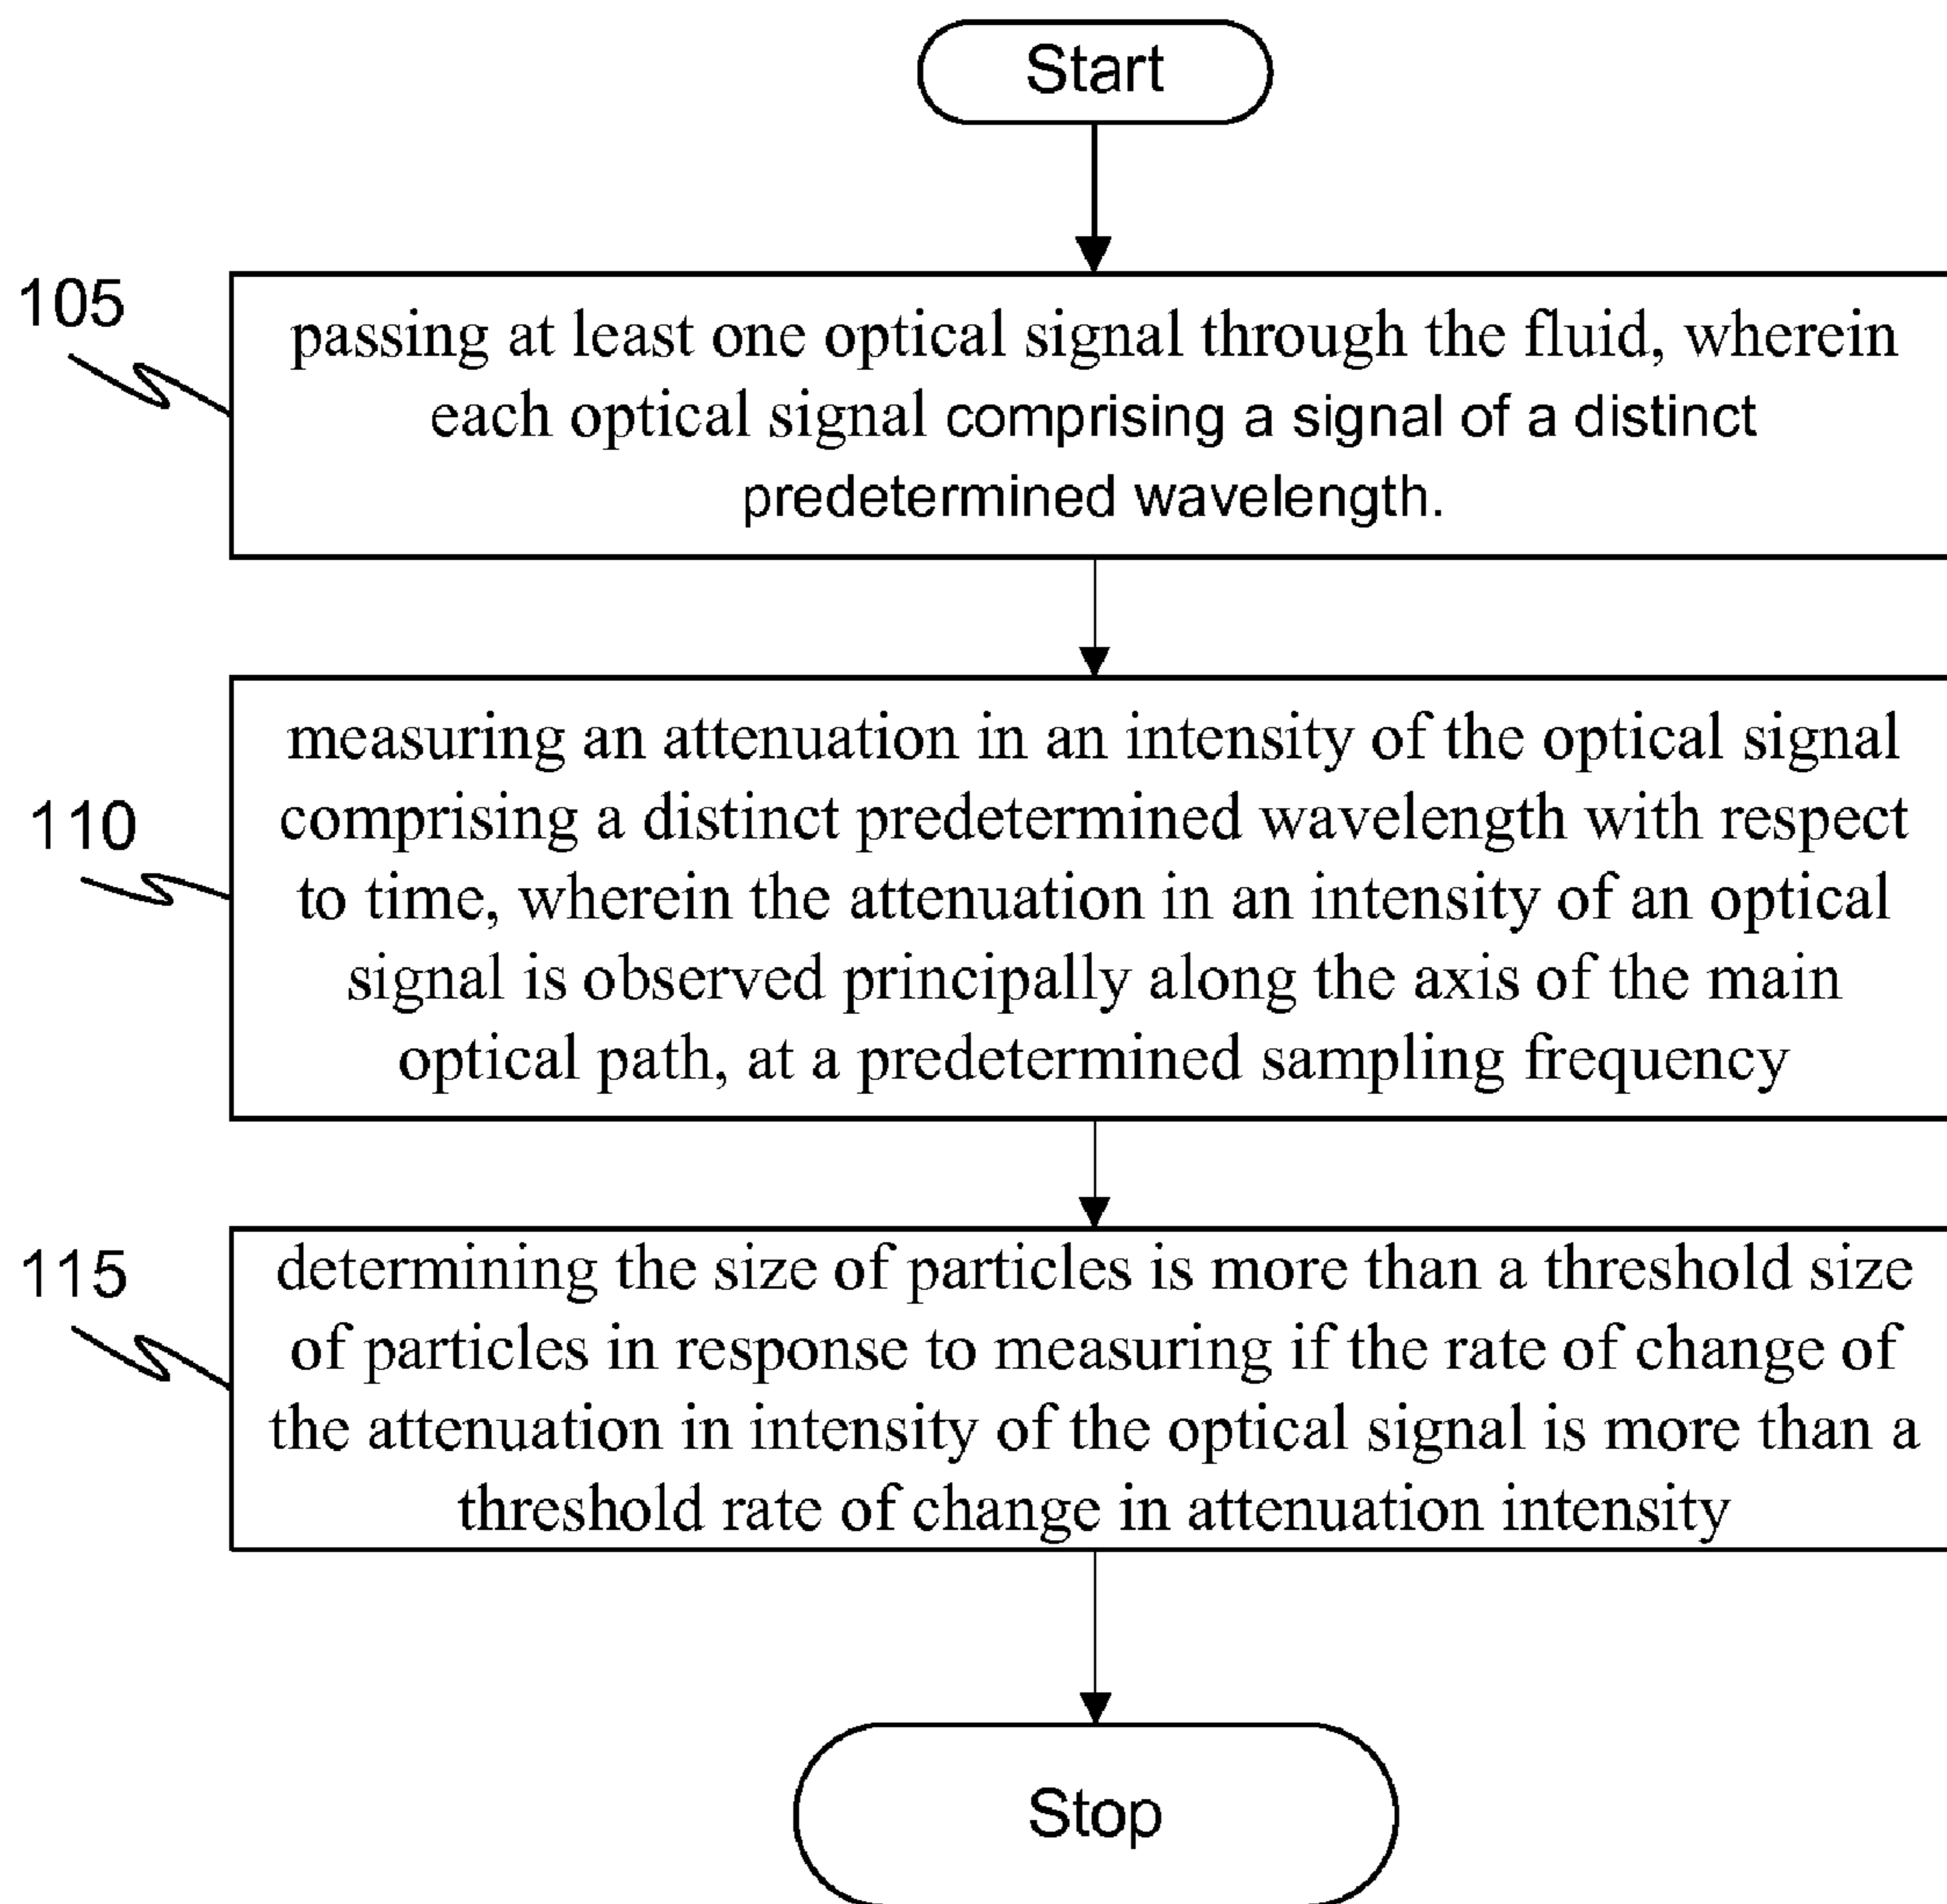 Start
105
passing at least one optical signal through the fluid, wherein
each optical signal comprising a signal of a distinct
predetermined wavelength.
110
measuring an attenuation in an intensity of the optical signal
comprising a distinct predetermined wavelength with respect
to time, wherein the attenuation in an intensity of an optical
signal is observed principally along the axis of the main
optical path, at a predetermined sampling frequency
115
determining the size of particles is more than a threshold size
of particles in response to measuring if the rate of change of
the attenuation in intensity of the optical signal is more than a
threshold rate of change in attenuation intensity
Stop